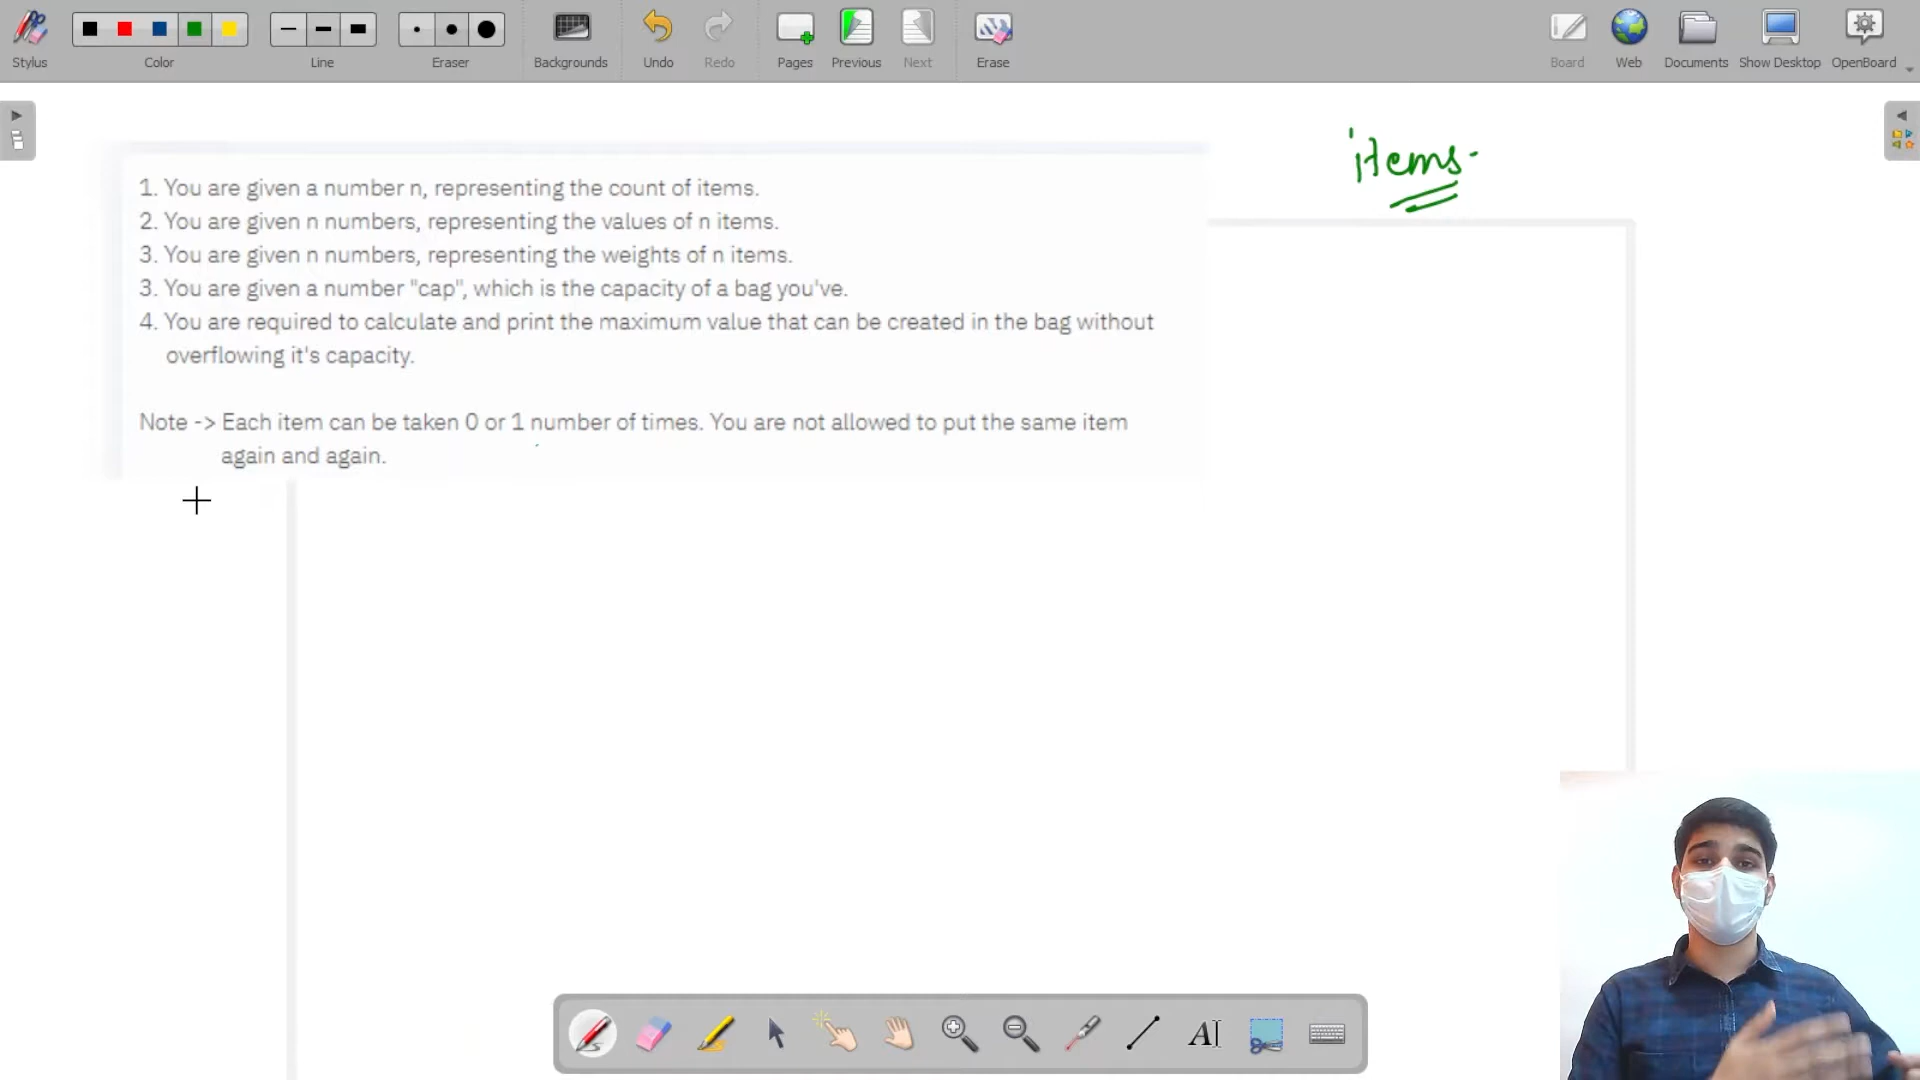 Stylus Color Line Eraser Backgrounds Undo Redo Pages Previous Next Erase Board Web Documents Show Desktop OpenBoard
items.
1. You are given a number n, representing the count of items.
2. You are given n numbers, representing the values of n items.
3. You are given n numbers, representing the weights of n items.
3. You are given a number "cap", which is the capacity of a bag you've.
4. You are required to calculate and print the maximum value that can be created in the bag without
overflowing it's capacity.
Note -> Each item can be taken 0 or 1 number of times. You are not allowed to put the same item
again and again.
AI